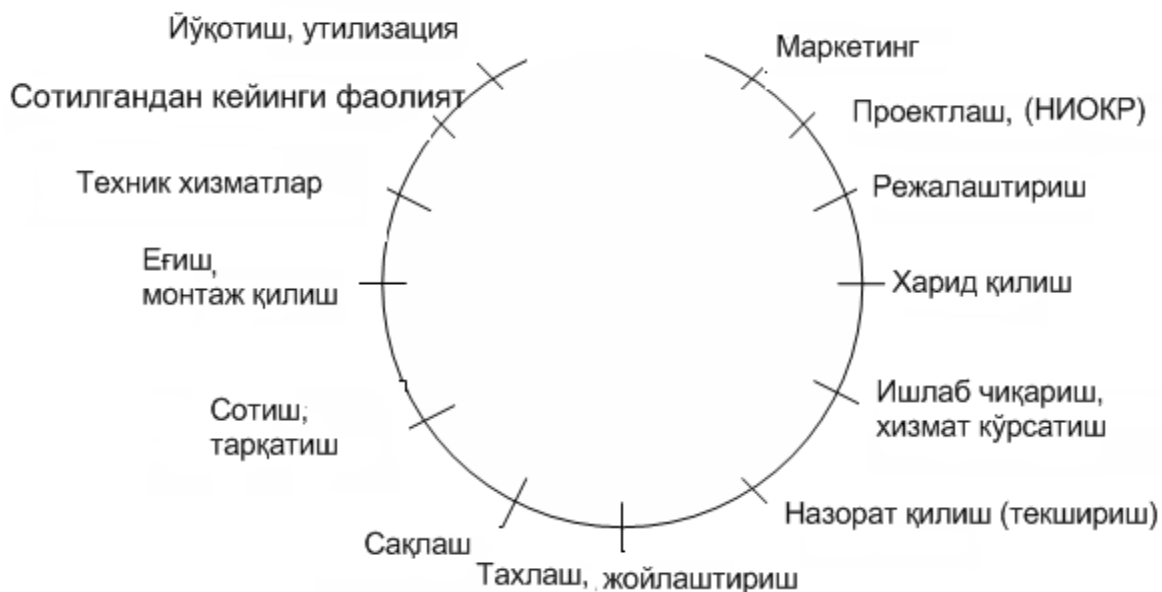 Йўқотиш, утилизация
Маркетинг
Сотилгандан кейинги фаолият
Проектлаш, (НИОКР)
Техник хизматлар
Режалаштириш
Еғиш,
монтаж қилиш
Харид қилиш
Сотиш,
тарқатиш
Ишлаб чиқариш,
хизмат кўрсатиш
Назорат қилиш (текшириш)
Сақлаш
Тахлаш, жойлаштириш